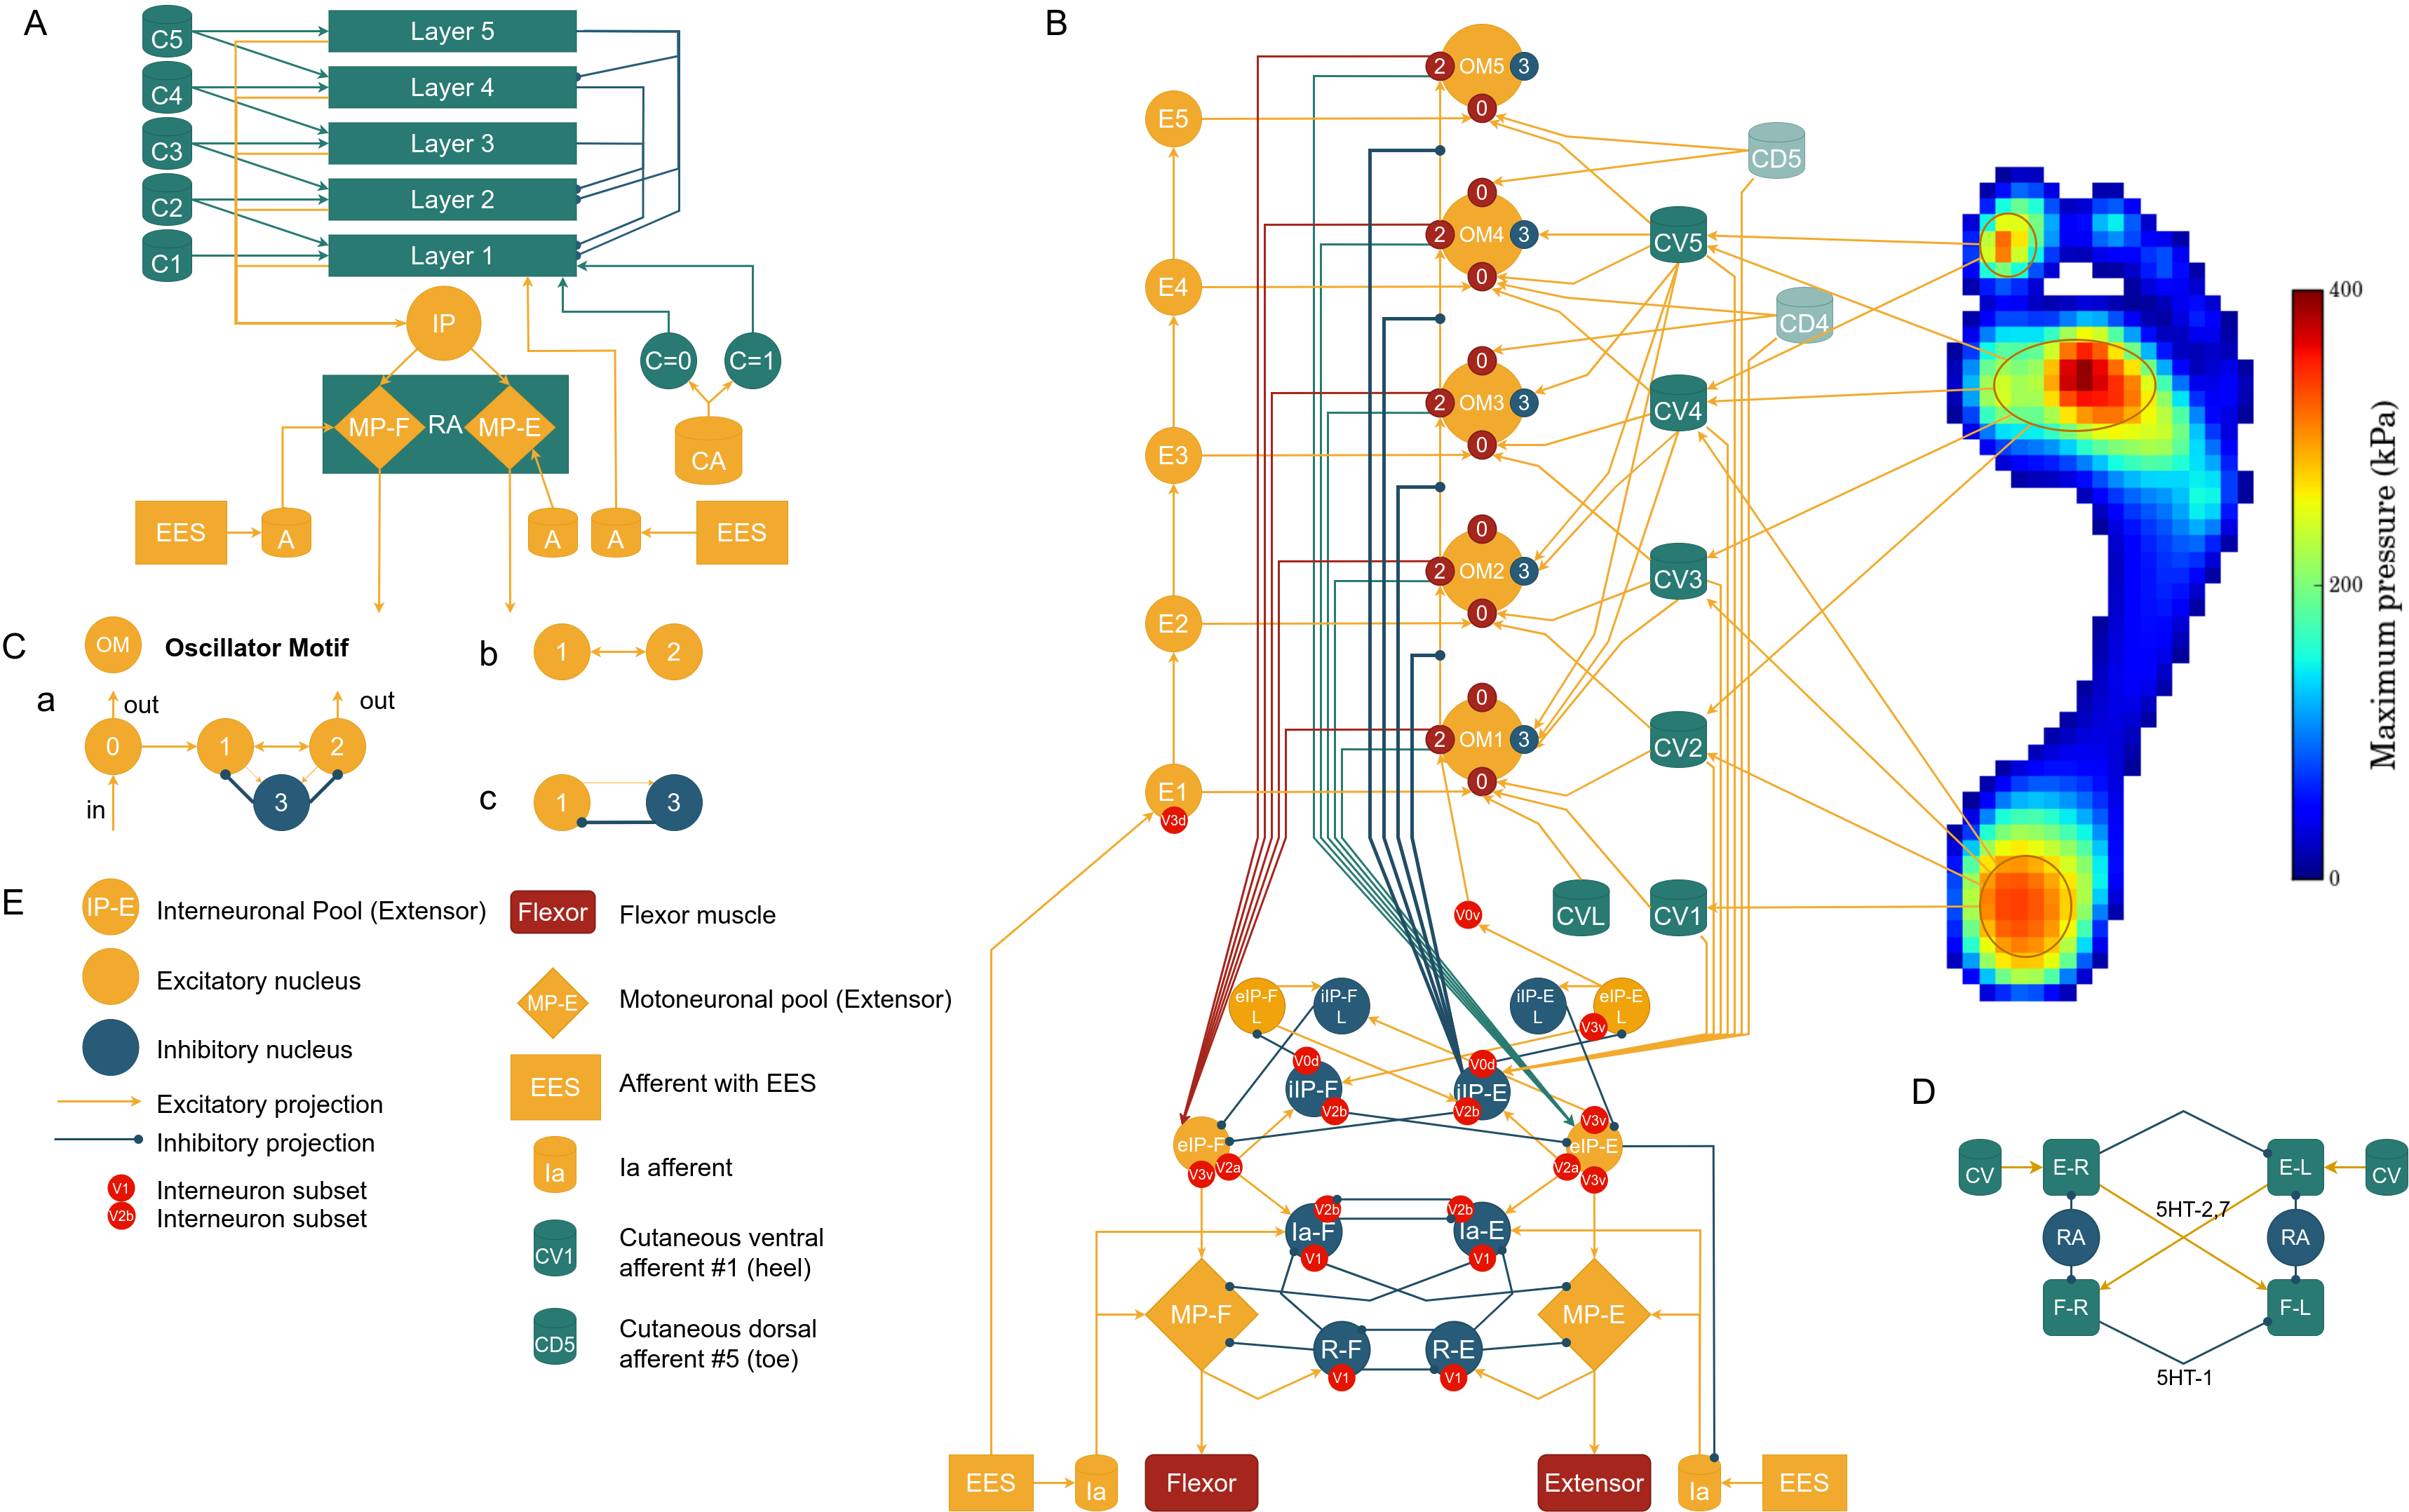 A
C5
Layer 5
C4
Layer 4
C3
Layer 3
C2
Layer 2
C1
Layer 1
IP
C=0
C=1
MP-F
RA
MP-E
CA
EES
A
A
A
EES
B
2
OM5
3
0
E5
CD5
0
2
OM4
3
0
CV5
E4
CD4
0
2
OM3
3
0
CV4
E3
0
2
OM2
3
0
CV3
E2
0
2
OM1
3
0
CV2
E1
V3d
V0v
CVL
CV1
eIP-F
L
iIP-F
L
iIP-E
L
eIP-E
L
V3v
V0d
V0d
iIP-F
iIP-E
V2b
V2b
V3v
eIP-F
eIP-E
V3v
V2a
V2a
V3v
V2b
V2b
Ia-F
Ia-E
V1
V1
MP-F
MP-E
R-F
R-E
V1
V1
EES
Ia
Flexor
Extensor
Ia
EES
400
200
0
Maximum pressure (kPa)
C
OM
Oscillator Motif
a
out
out
0
1
2
3
in
b
1
2
c
1
3
D
CV
E-R
E-L
CV
5HT-2,7
RA
RA
F-R
F-L
5HT-1
E
IP-E
Interneuronal Pool (Extensor)
Excitatory nucleus
Inhibitory nucleus
Excitatory projection
Inhibitory projection
V1
Interneuron subset
V2b
Interneuron subset
Flexor
Flexor muscle
MP-E
Motoneuronal pool (Extensor)
EES
Afferent with EES
Ia
Ia afferent
CV1
Cutaneous ventral
afferent #1 (heel)
CD5
Cutaneous dorsal
afferent #5 (toe)